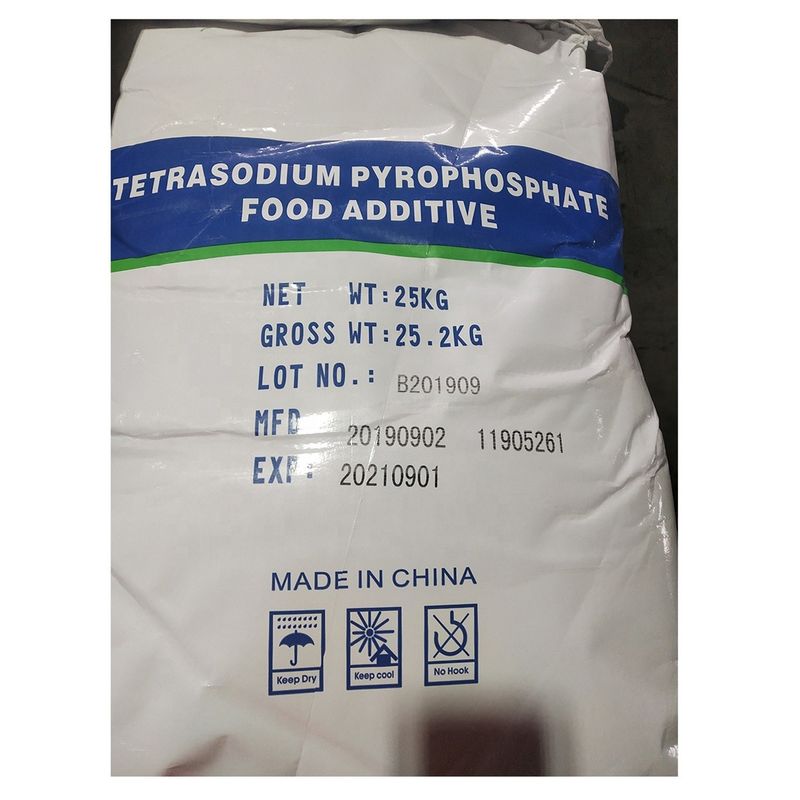 TETRASODIUM PYROPHOSPHATE
FOOD ADDITIVE
NET WT:25KG
GROSS WT:25.2KG
LOT NO.: B201909
MFD 20190902 11905261
EXP: 20210901
MADE IN CHINA
Keep Dry Keep cool No Hook